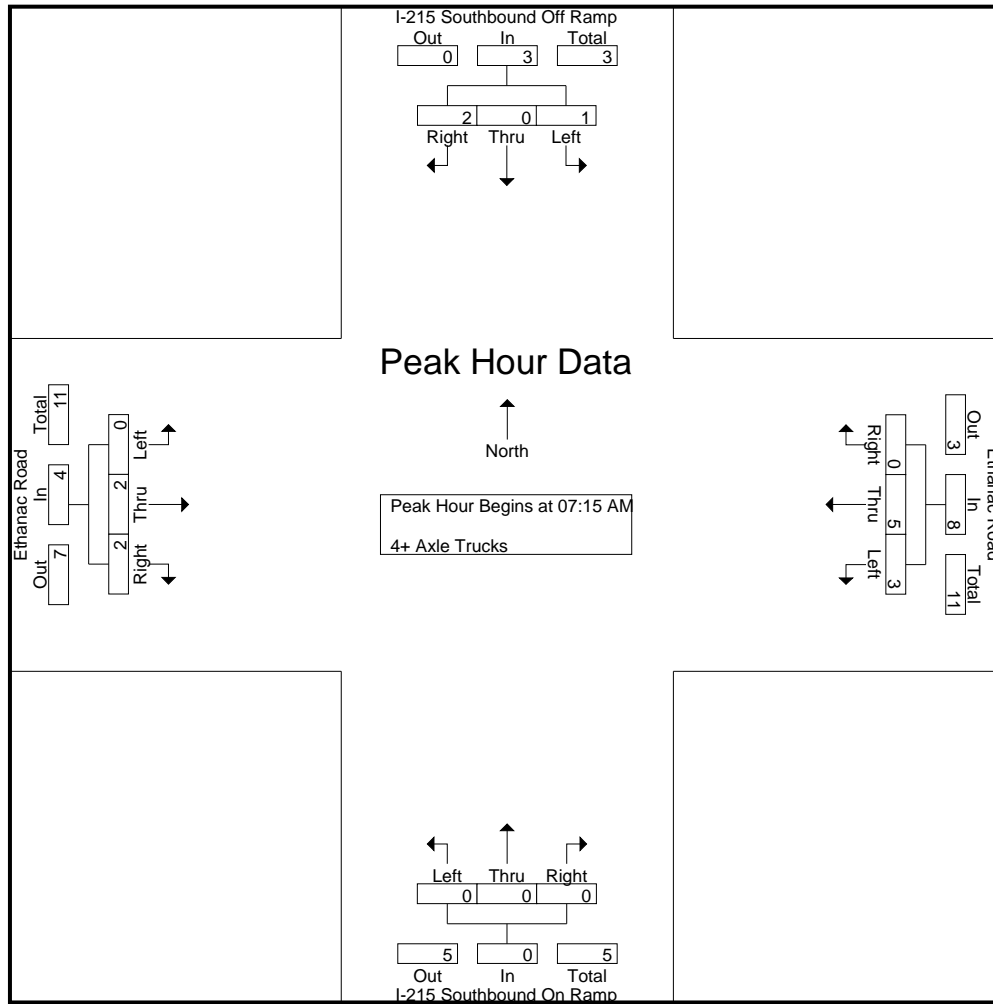 I-215 Southbound Off Ramp
Out In Total
0 3 3
2 0 1
Right Thru Left
Peak Hour Data
North
Peak Hour Begins at 07:15 AM
4+ Axle Trucks
Ethanac Road
Total In Out
11 4 7
0 2 2
Left Thru Right
Ethanac Road
Out In Total
3 8 11
0 5 3
Right Thru Left
Left Thru Right
0 0 0
5 0 5
Out In Total
I-215 Southbound On Ramp